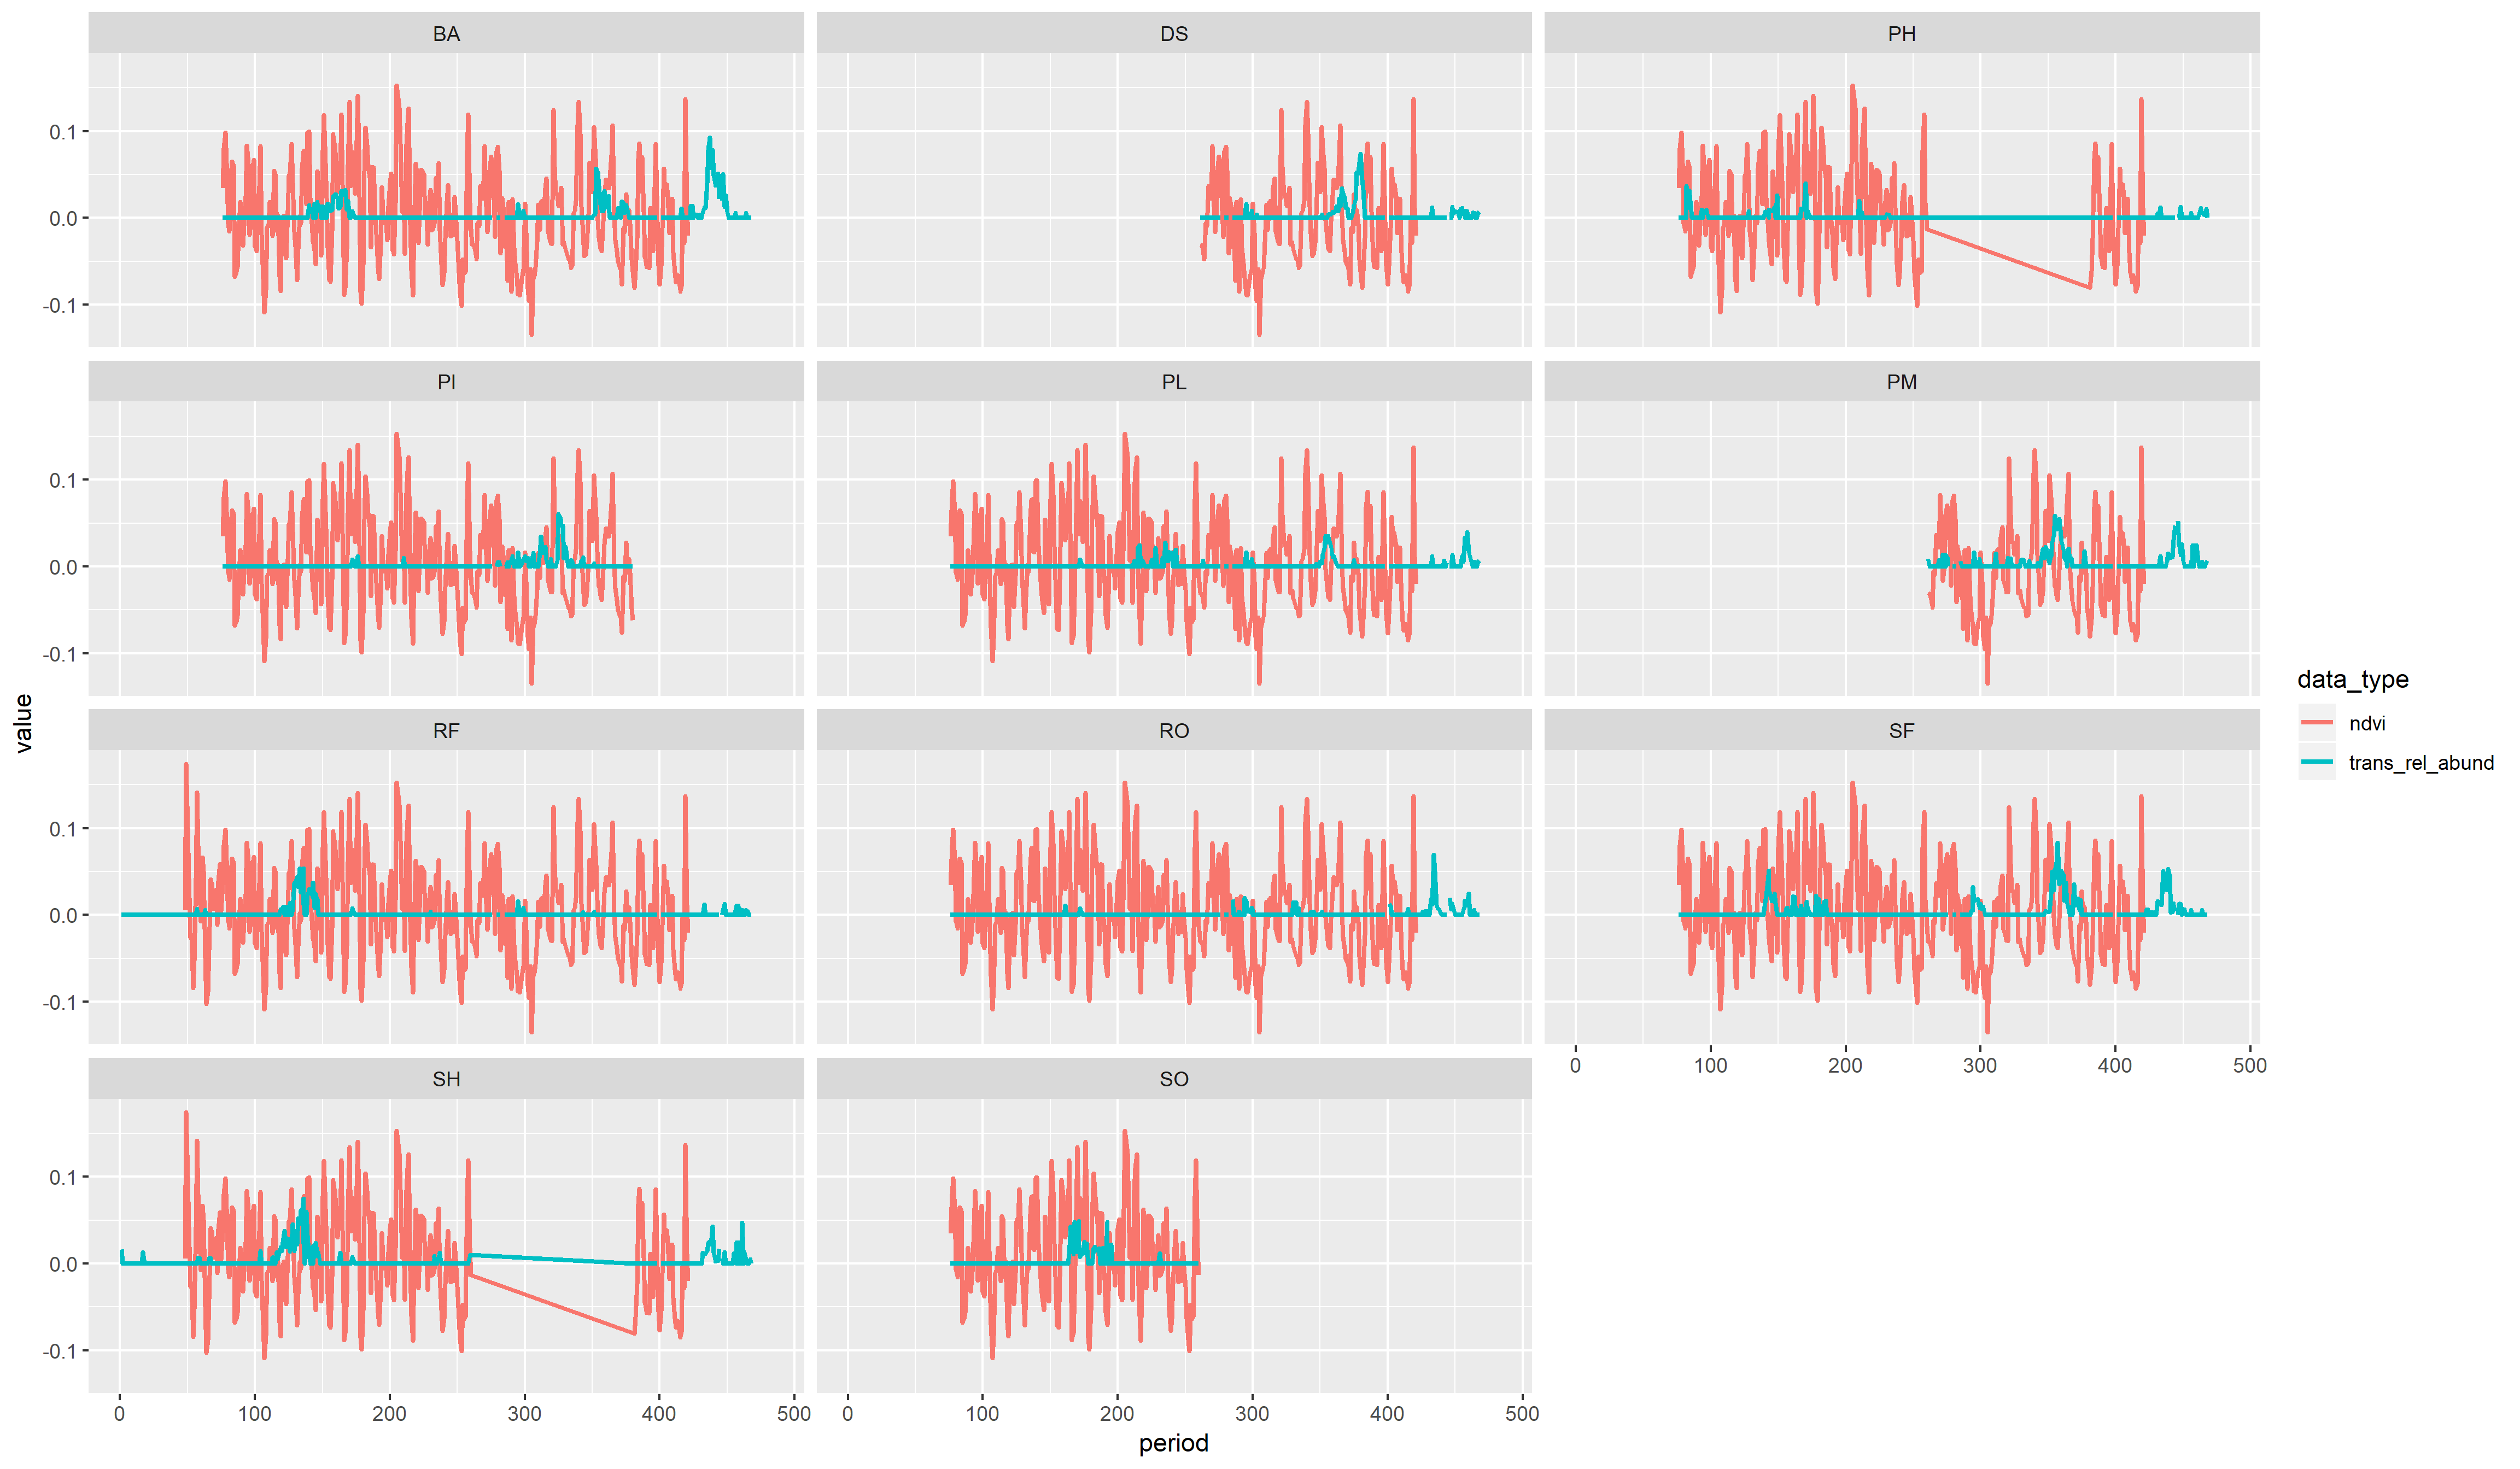 BA
DS
PH
0.1
0.0
-0.1
PI
PL
PM
0.1
0.0
-0.1
RF
RO
SF
0.1
0.0
-0.1
0 100 200 300 400 500
SH
SO
0.1
0.0
-0.1
0 100 200 300 400 500
0 100 200 300 400 500
period
value
data_type
ndvi
trans_rel_abund